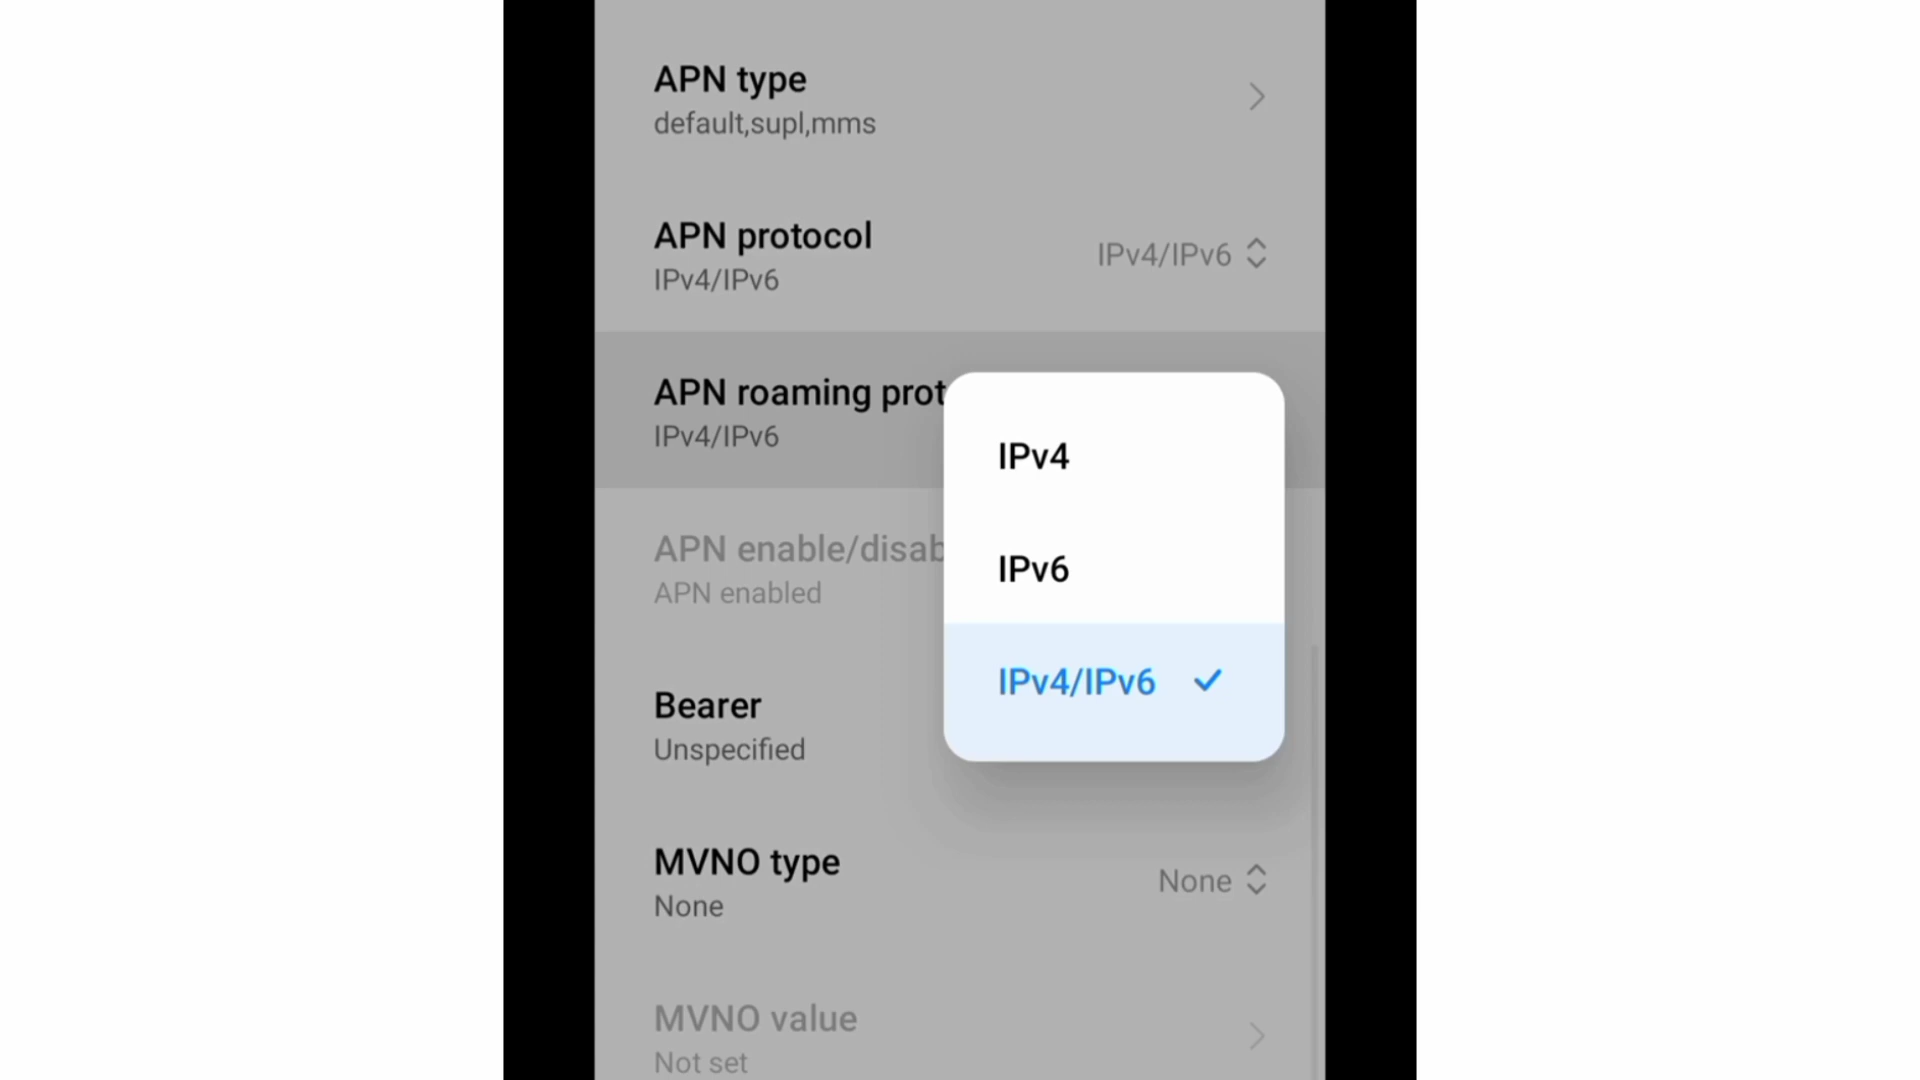 APN type
default,supl,mms
APN protocol
IPv4/IPv6
IPv4/IPv6
APN roaming prot
IPv4/IPv6
IPv4
IPv6
IPv4/IPv6
APN enable/disab
APN enabled
Bearer
Unspecified
MVNO type
None
None
MVNO value
Not set